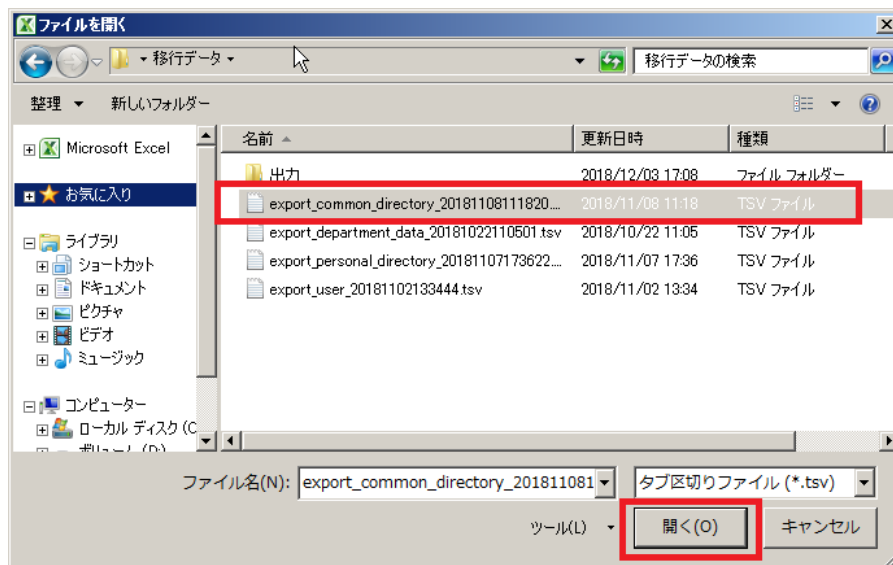 ファイルを開く
移行データ
移行データの検索
整理 新しいフォルダー
名前 更新日時 種類
Microsoft Excel
お気に入り
ライブラリ
ショートカット
ドキュメント
ピクチャ
ビデオ
ミュージック
コンピューター
ローカル ディスク (C
出力 2018/12/03 17:08 ファイル フォルダー
export_common_directory_20181108111820.... 2018/11/08 11:18 TSV ファイル
export_department_data_20181022110501.tsv 2018/10/22 11:05 TSV ファイル
export_personal_directory_20181107173622.... 2018/11/07 17:36 TSV ファイル
export_user_20181102133444.tsv 2018/11/02 13:34 TSV ファイル
ファイル名(N): export_common_directory_201811081 タブ区切りファイル (*.tsv)
ツール(L) 開く(O) キャンセル